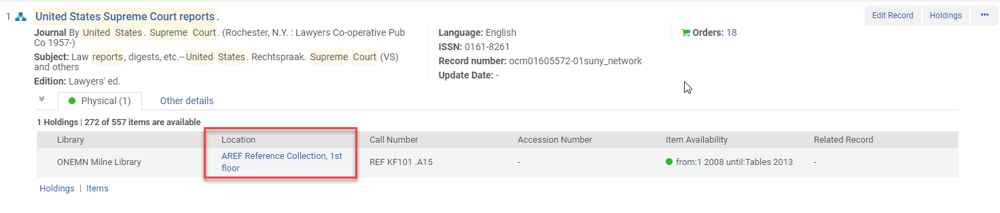 1 United States Supreme Court reports .
Edit Record Holdings •••
Journal By United States. Supreme Court. (Rochester, N.Y. : Lawyers Co-operative Pub
Co 1957-)
Subject: Law reports, digests, etc.--United States. Rechtspraak. Supreme Court (VS)
and others
Edition: Lawyers' ed.
Language: English
ISSN: 0161-8261
Record number: ocm01605572-01suny_network
Update Date: -
Orders: 18
Physical (1) Other details
1 Holdings | 272 of 557 items are available
Library Location Call Number Accession Number Item Availability Related Record
ONEMN Milne Library AREF Reference Collection, 1st
floor REF KF101 .A15 - from:1 2008 until:Tables 2013 -
Holdings | Items